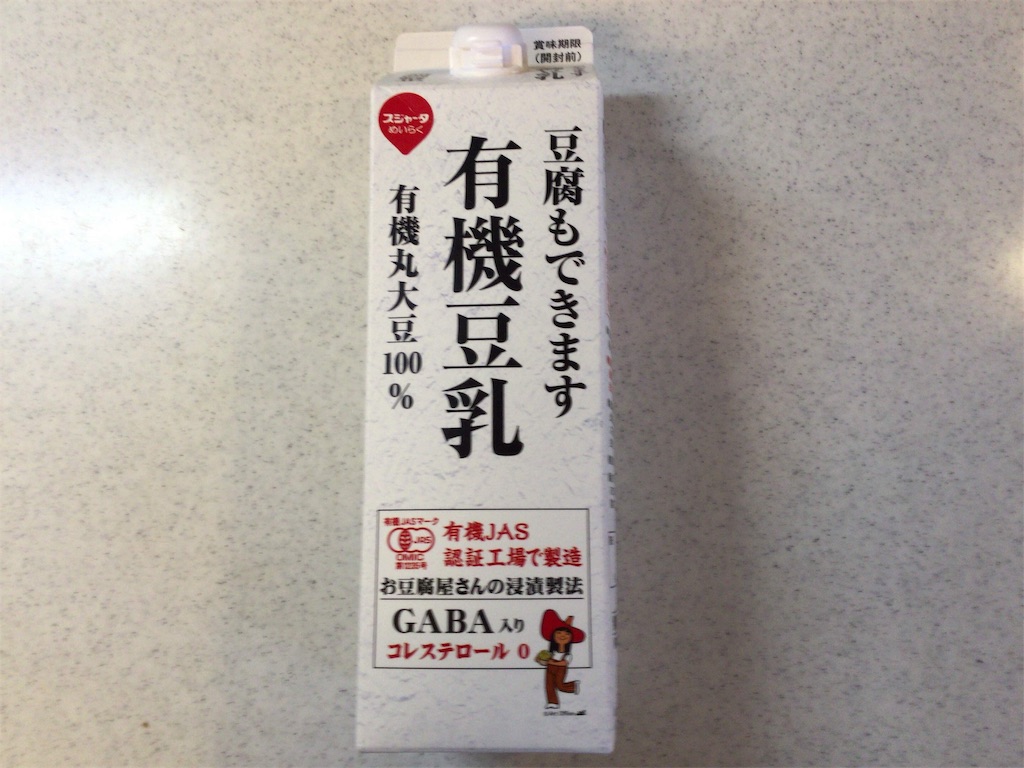 賞味期限
(開封前)
スジャータ
めいらく
豆腐もできます
有機豆乳
有機丸大豆100%
有機JASマーク
JAS
OMIC
有機JAS
認証工場で製造
お豆腐屋さんの浸漬製法
GABA入り
コレステロール 0